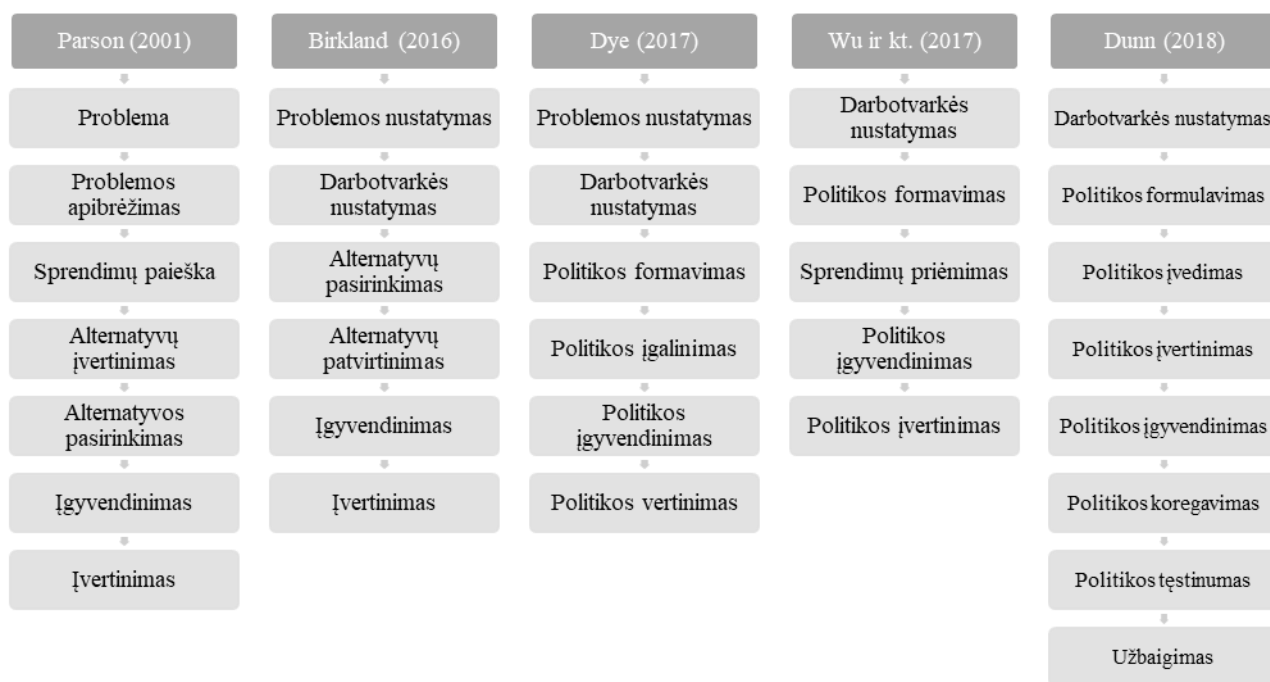 Parson (2001)
Problema
Problemos
apibrėžimas
Sprendimų paieška
Alternatyvų
įvertinimas
Alternatyvos
pasirinkimas
Įgyvendinimas
Įvertinimas
Birkland (2016)
Problemos nustatymas
Darbotvarkės
nustatymas
Alternatyvų
pasirinkimas
Alternatyvų
patvirtinimas
Įgyvendinimas
Įvertinimas
Dye (2017)
Problemos nustatymas
Darbotvarkės
nustatymas
Politikos formavimas
Politikos įgalinimas
Politikos
įgyvendinimas
Politikos vertinimas
Wu ir kt. (2017)
Darbotvarkės
nustatymas
Politikos formavimas
Sprendimų priėmimas
Politikos
įgyvendinimas
Politikos įvertinimas
Dunn (2018)
Darbotvarkės nustatymas
Politikos formulavimas
Politikos įvedimas
Politikos įvertinimas
Politikos įgyvendinimas
Politikos koregavimas
Politikos tęstinumas
Užbaigimas